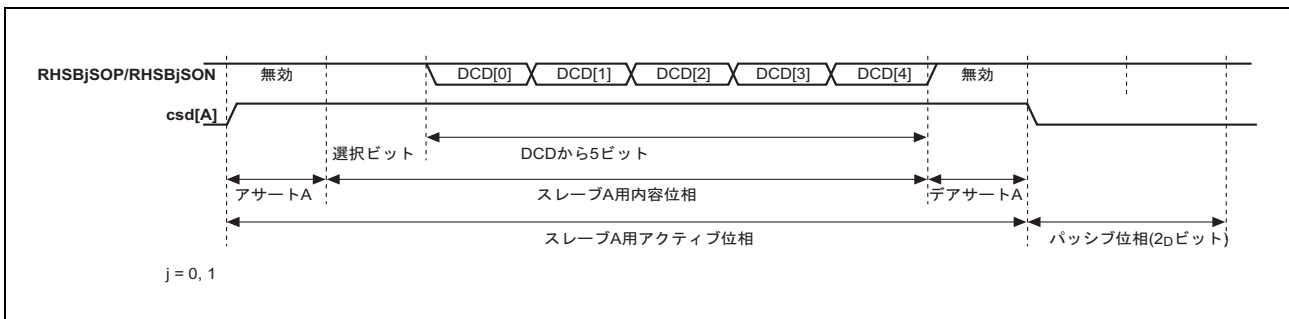 RHSBjSOP/RHSBjSON 無効 DCD[0] DCD[1] DCD[2] DCD[3] DCD[4] 無効
csd[A]
選択ビット DCDから5ビット
アサートA スレーブA用内容位相 デアサートA
スレーブA用アクティブ位相 パッシブ位相(2Dビット)
j = 0, 1